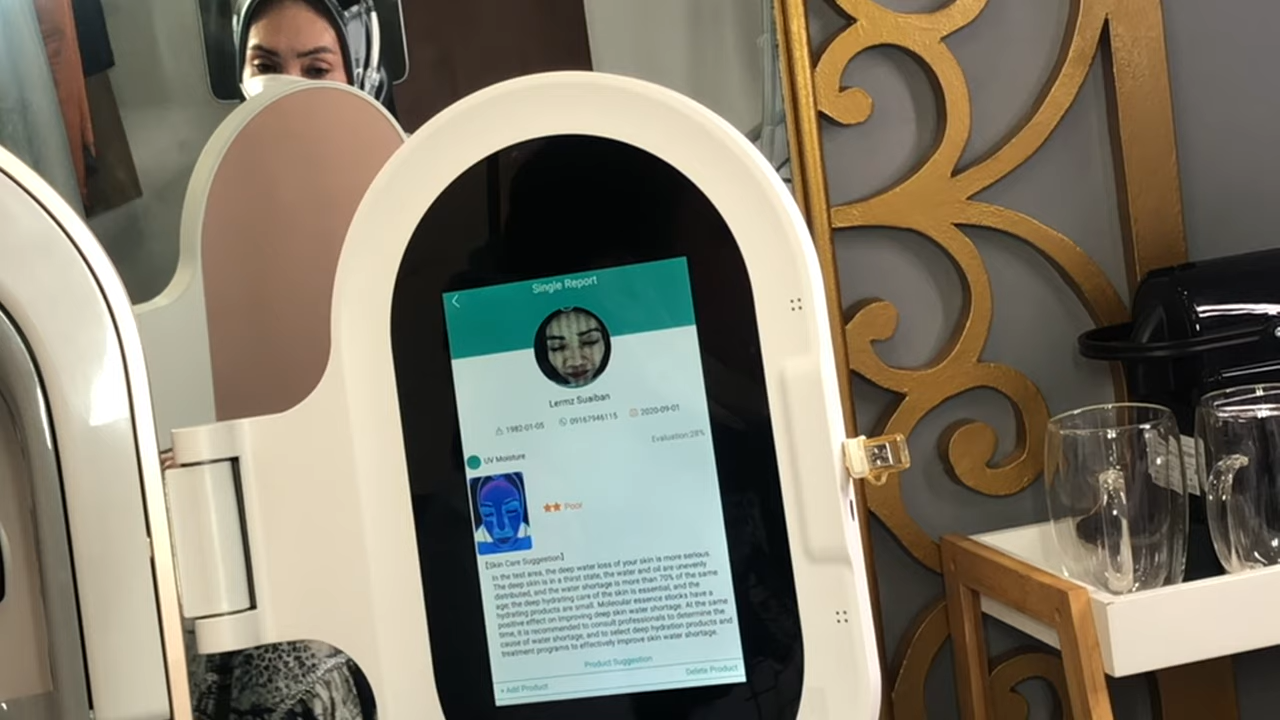 Single Report
Lermz Suaiban
1982-01-05 09167946115 2020-09-01
Evaluation:28%
UV Moisture
Poor
【Skin Care Suggestion】
In the test area, the deep water loss of your skin is more serious
The deep skin is in a thirst state, the water and oil are unevenly
distributed, and the water shortage is more than 70% of the same
age; the deep hydrating care of the skin is essential, and the
hydrating products are small. Molecular essence stocks have a
positive effect on improving deep skin water shortage. At the same
time, it is recommended to consult professionals to determine the
cause of water shortage, and to select deep hydration products and
treatment programs to effectively improve skin water shortage.
Product Suggestion
+ Add Product Delete Product